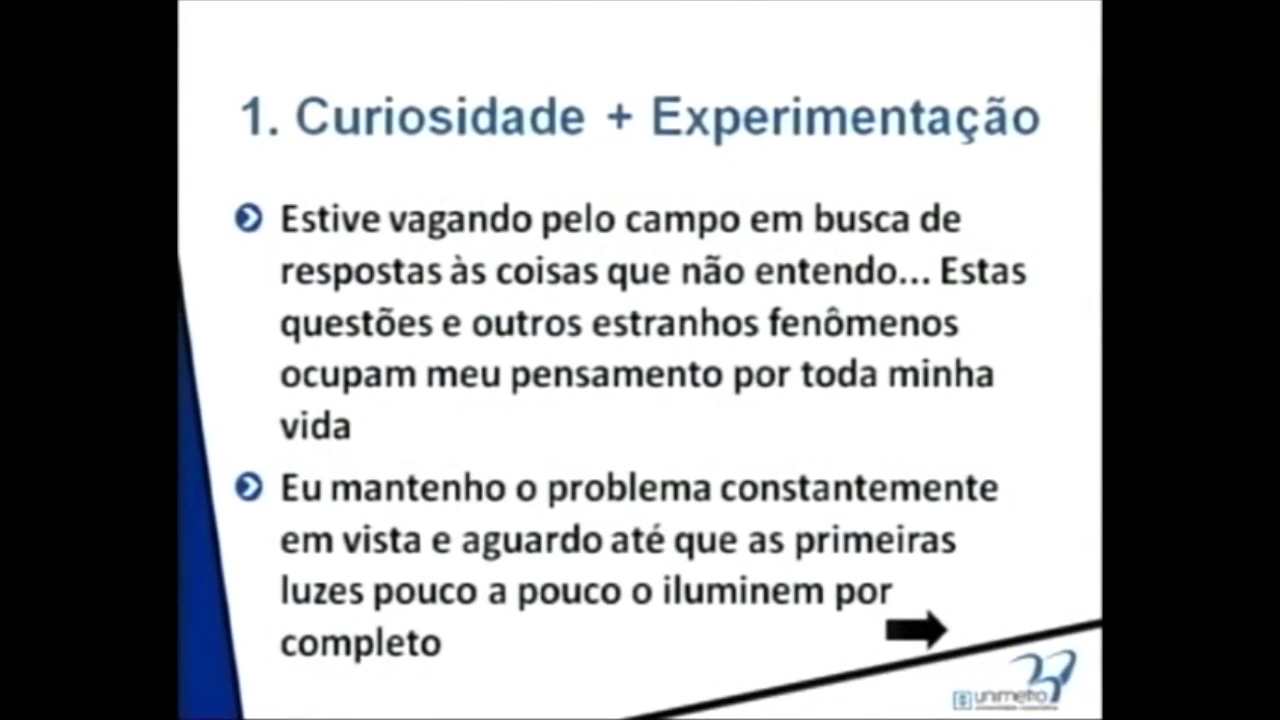 1. Curiosidade + Experimentação
Estive vagando pelo campo em busca de
respostas às coisas que não entendo... Estas
questões e outros estranhos fenômenos
ocupam meu pensamento por toda minha
vida
Eu mantenho o problema constantemente
em vista e aguardo até que as primeiras
luzes pouco a pouco o iluminem por
completo
unimetro